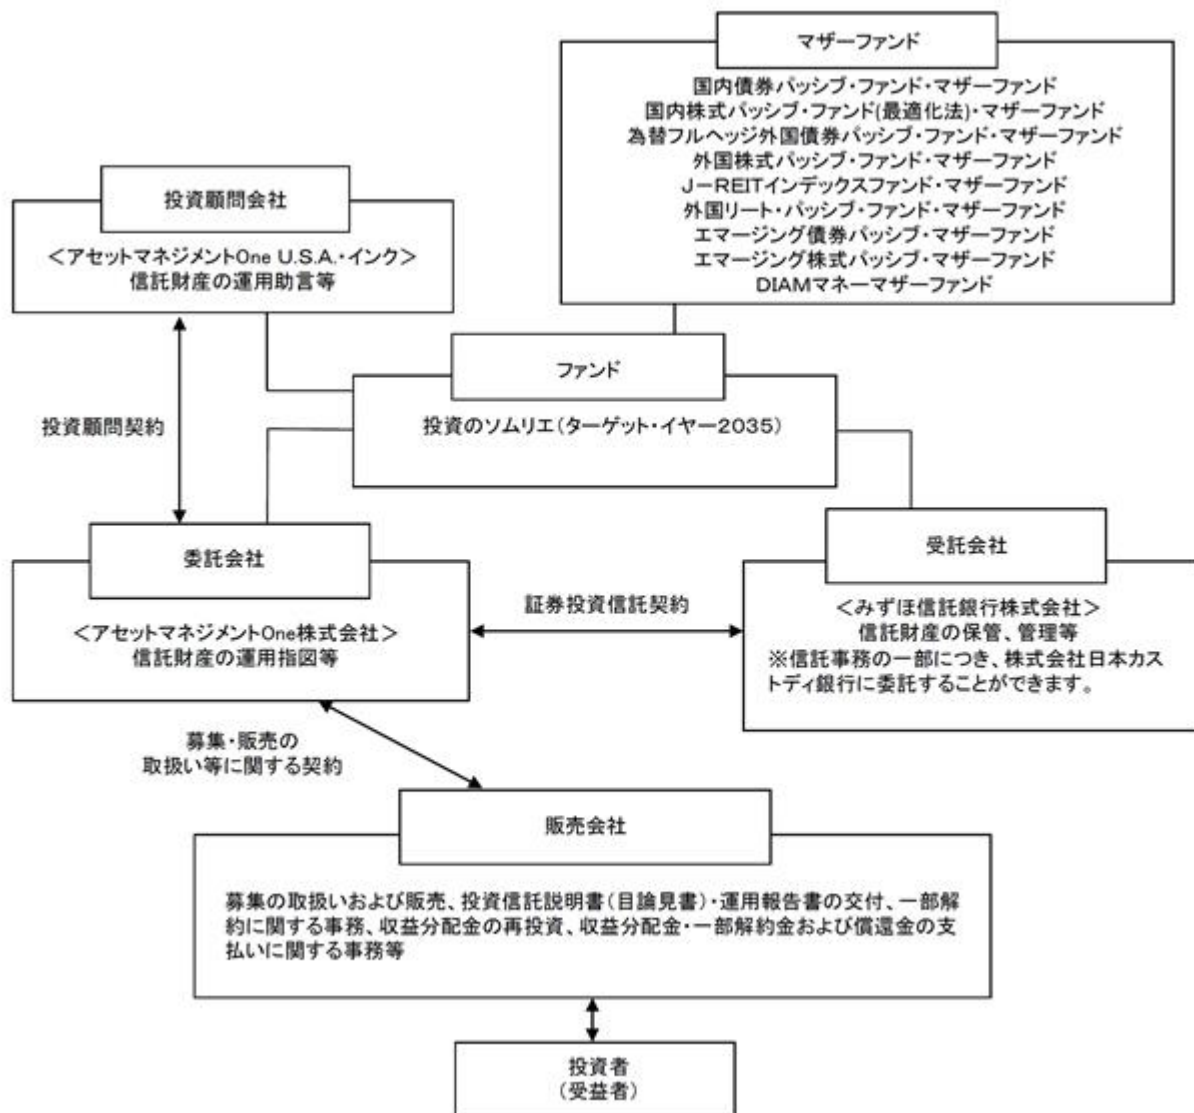 マザーファンド
国内債券パッシブ・ファンド・マザーファンド
国内株式パッシブ・ファンド(最適化法)・マザーファンド
為替フルヘッジ外国債券パッシブ・ファンド・マザーファンド
外国株式パッシブ・ファンド・マザーファンド
J－REITインデックスファンド・マザーファンド
外国リート・パッシブ・ファンド・マザーファンド
エマージング債券パッシブ・マザーファンド
エマージング株式パッシブ・マザーファンド
DIAMマネーマザーファンド
投資顧問会社
＜アセットマネジメントOne U.S.A.・インク＞
信託財産の運用助言等
ファンド
投資のソムリエ（ターゲット・イヤー2035）
投資顧問契約
委託会社
＜アセットマネジメントOne株式会社＞
信託財産の運用指図等
証券投資信託契約
受託会社
＜みずほ信託銀行株式会社＞
信託財産の保管、管理等
※信託事務の一部につき、株式会社日本カス
トディ銀行に委託することができます。
募集・販売の
取扱い等に関する契約
販売会社
募集の取扱いおよび販売、投資信託説明書（目論見書）・運用報告書の交付、一部解
約に関する事務、収益分配金の再投資、収益分配金・一部解約金および償還金の支
払いに関する事務等
投資者
（受益者）